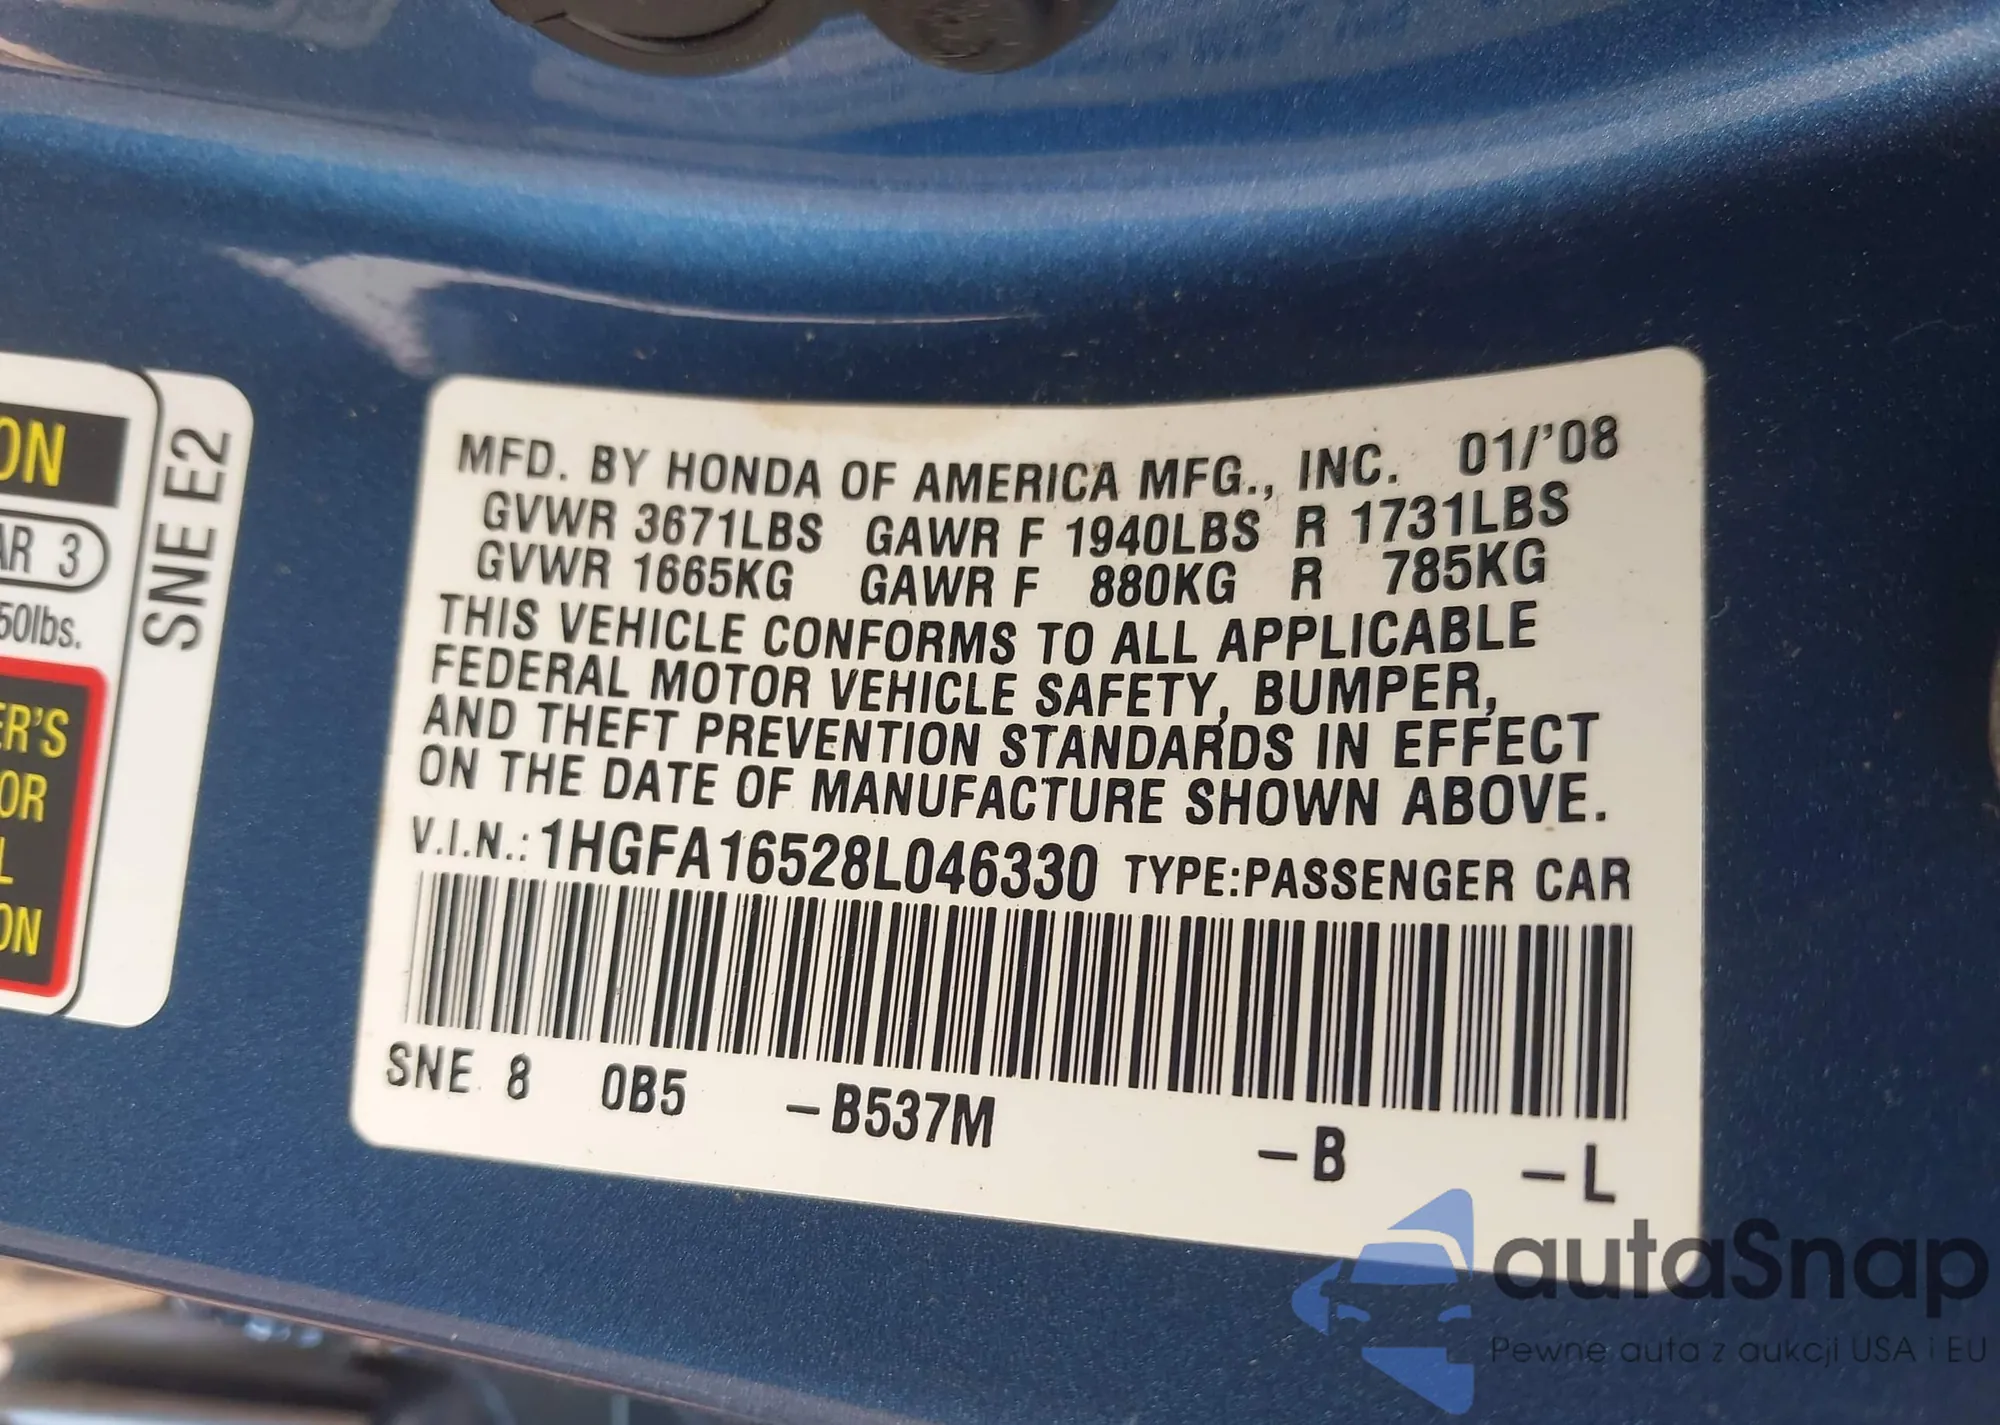 ON
AR 3
50lbs.
ER'S
OR
L
ON
SNE E2
MFD. BY HONDA OF AMERICA MFG., INC. 01/'08
GVWR 3671LBS GAWR F 1940LBS R 1731LBS
GVWR 1665KG GAWR F 880KG R 785KG
THIS VEHICLE CONFORMS TO ALL APPLICABLE
FEDERAL MOTOR VEHICLE SAFETY, BUMPER,
AND THEFT PREVENTION STANDARDS IN EFFECT
ON THE DATE OF MANUFACTURE SHOWN ABOVE.
V.I.N.: 1HGFA16528L046330 TYPE:PASSENGER CAR
SNE 8 0B5 -B537M -B -L
autaSnap
Pewne auta z aukcji USA i EU